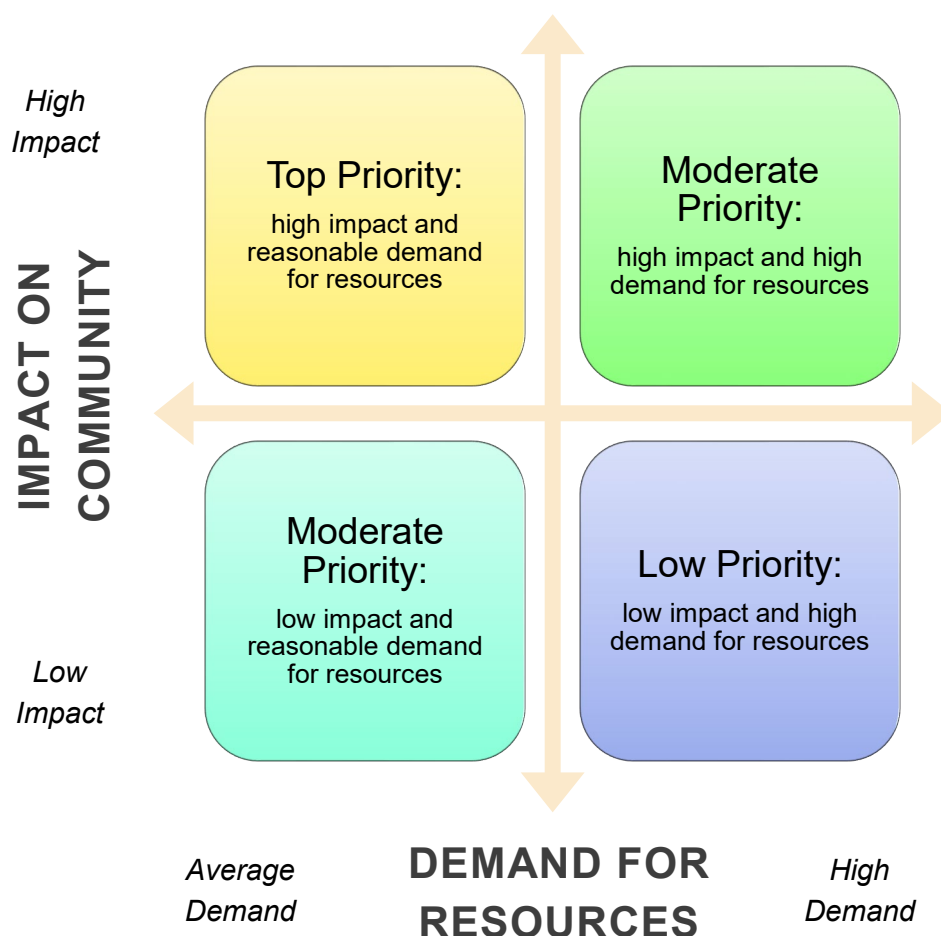 High
Impact
Top Priority:
high impact and
reasonable demand
for resources
Moderate
Priority:
high impact and high
demand for resources
IMPACT ON
COMMUNITY
Moderate
Priority:
low impact and
reasonable demand
for resources
Low Priority:
low impact and high
demand for resources
Low
Impact
Average
Demand
DEMAND FOR
RESOURCES
High
Demand